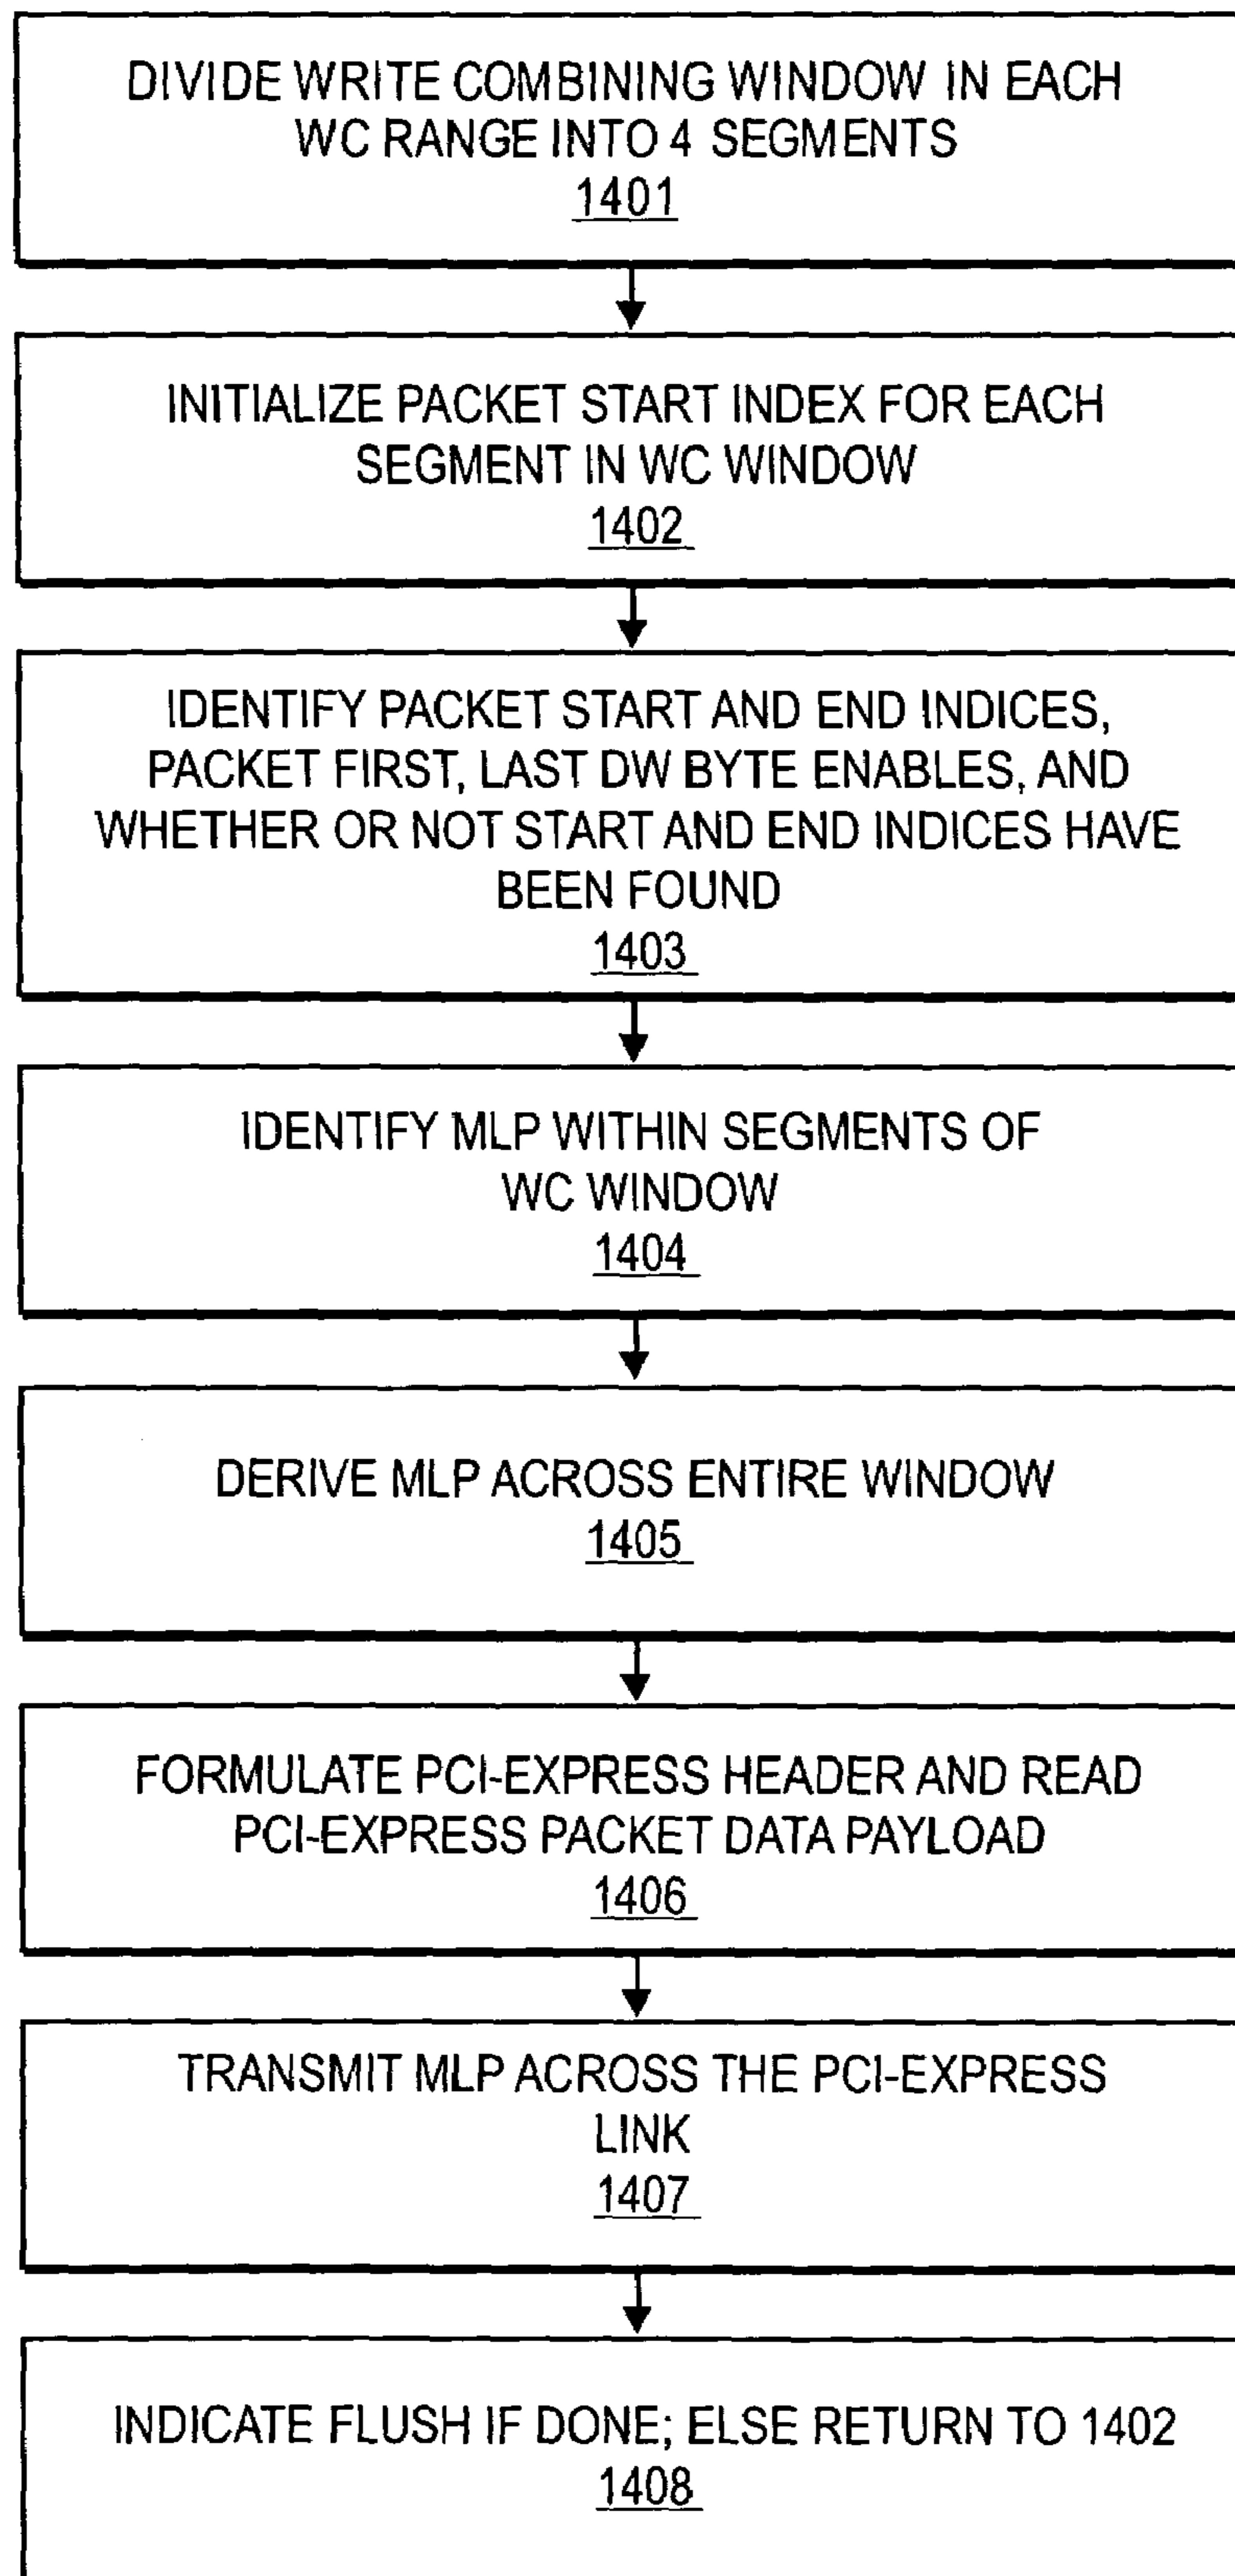 DIVIDE WRITE COMBINING WINDOW IN EACH
WC RANGE INTO 4 SEGMENTS
1401
INITIALIZE PACKET START INDEX FOR EACH
SEGMENT IN WC WINDOW
1402
IDENTIFY PACKET START AND END INDICES,
PACKET FIRST, LAST DW BYTE ENABLES, AND
WHETHER OR NOT START AND END INDICES HAVE
BEEN FOUND
1403
IDENTIFY MLP WITHIN SEGMENTS OF
WC WINDOW
1404
DERIVE MLP ACROSS ENTIRE WINDOW
1405
FORMULATE PCI-EXPRESS HEADER AND READ
PCI-EXPRESS PACKET DATA PAYLOAD
1406
TRANSMIT MLP ACROSS THE PCI-EXPRESS
LINK
1407
INDICATE FLUSH IF DONE; ELSE RETURN TO 1402
1408